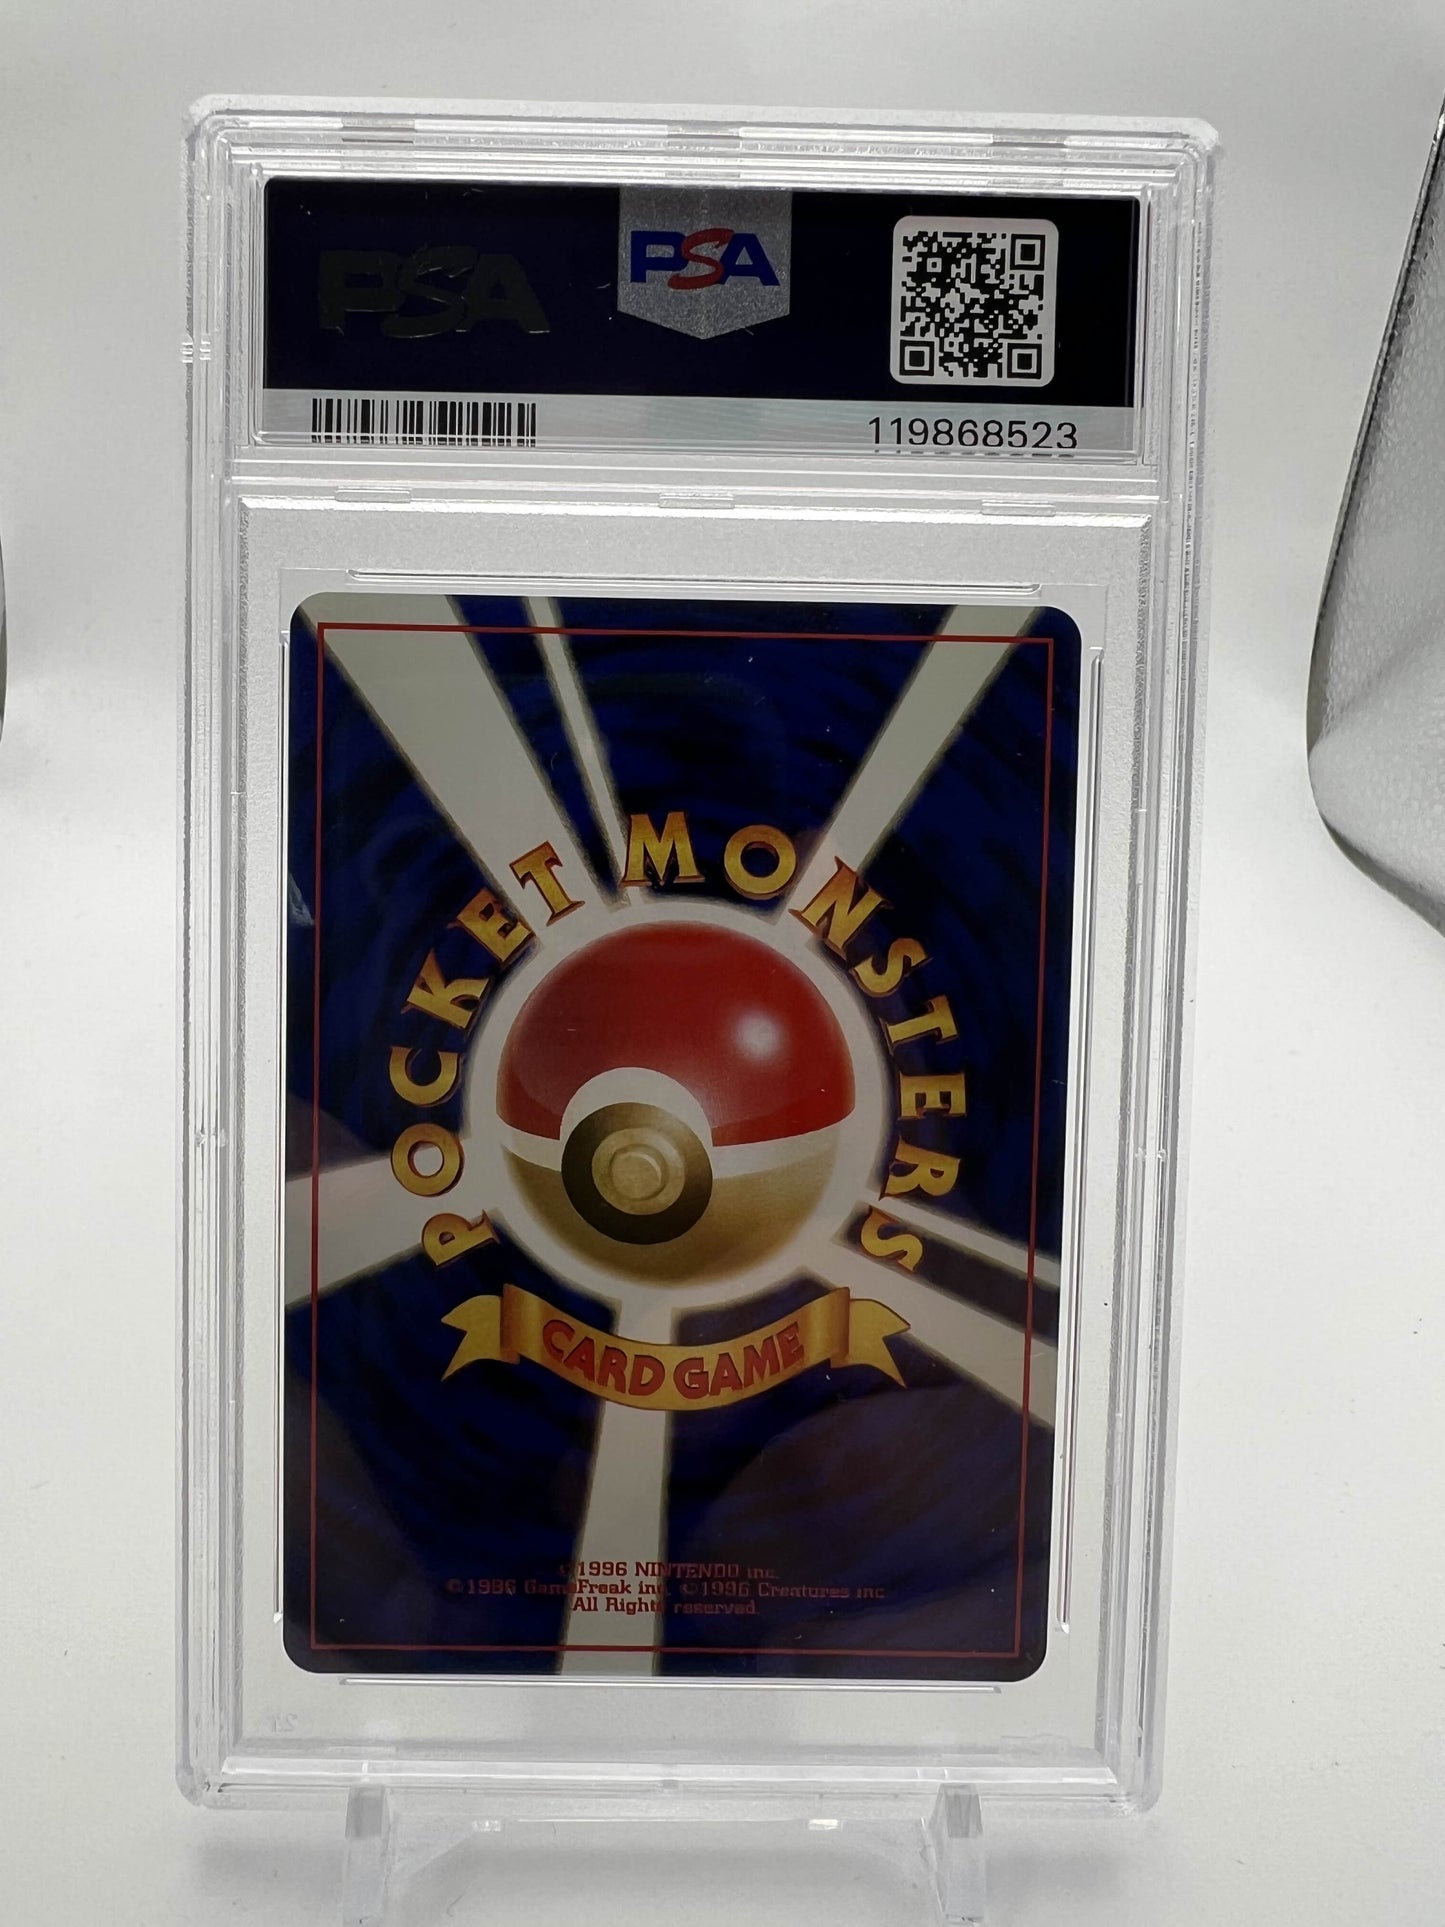 PSA
PSA
119868523
POCKET MONSTERS
CARD GAME
©1996 NINTENDO inc.
©1996 GameFreak inc. ©1996 Creatures inc.
All Rights reserved.